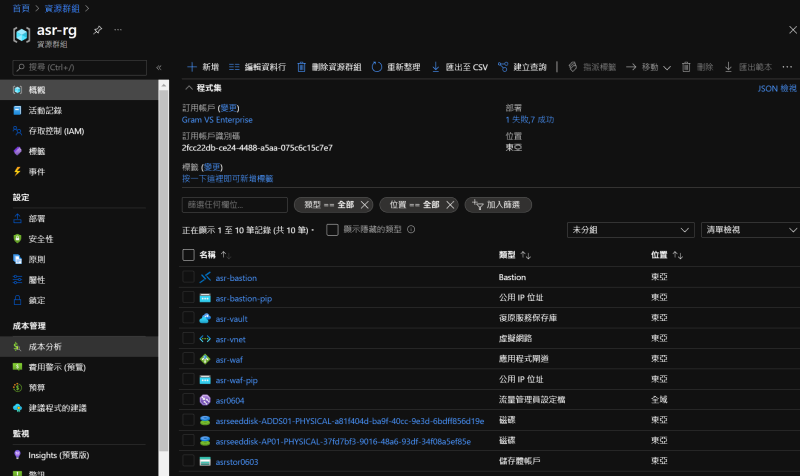 首頁 > 資源群組 >
asr-rg
資源群組
搜尋 (Ctrl+/)
概觀
活動記錄
存取控制 (IAM)
標籤
事件
設定
部署
安全性
原則
屬性
鎖定
成本管理
成本分析
費用警示 (預覽)
預算
建議程式的建議
監視
Insights (預覽版)
警訊
新增
編輯資料行
刪除資源群組
重新整理
匯出至 CSV
建立查詢
指派標籤
移動
刪除
匯出範本
程式集
JSON 檢視
訂用帳戶 (變更)
Gram VS Enterprise
訂用帳戶識別碼
2fcc22db-ce24-4488-a5aa-075c6c15c7e7
標籤 (變更)
按一下這裡即可新增標籤
部署
1 失敗,7 成功
位置
東亞
篩選任何欄位...
類型 == 全部
位置 == 全部
加入篩選
正在顯示 1 至 10 筆記錄 (共 10 筆)。
顯示隱藏的類型
未分組
清單檢視
名稱 類型 位置
asr-bastion Bastion 東亞
asr-bastion-pip 公用 IP 位址 東亞
asr-vault 復原服務保存庫 東亞
asr-vnet 虛擬網路 東亞
asr-waf 應用程式閘道 東亞
asr-waf-pip 公用 IP 位址 東亞
asr0604 流量管理員設定檔 全域
asrseeddisk-ADDS01-PHYSICAL-a81f404d-ba9f-40cc-9e3d-6bdff856d19e 磁碟 東亞
asrseeddisk-AP01-PHYSICAL-37fd7bf3-9016-48a6-93df-34f08a5ef85e 磁碟 東亞
asrstor0603 儲存體帳戶 東亞